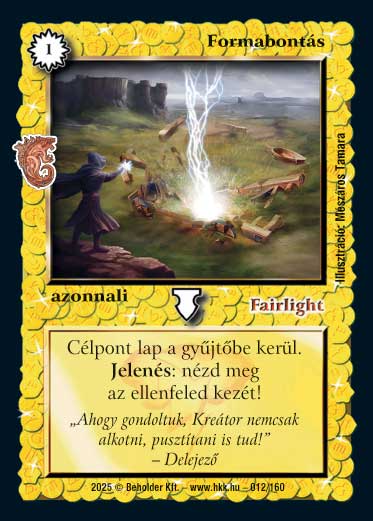 Formabontás
1
Illusztráció: Mészáros Tamara
azonnali
Fairlight
Célpont lap a gyűjtőbe kerül.
Jelenés: nézd meg
az ellenfeled kezét!
„Ahogy gondoltuk, Kreátor nemcsak
alkotni, pusztítani is tud!”
– Delejező
2025 © Beholder Kft. – www.hkk.hu – 012/160